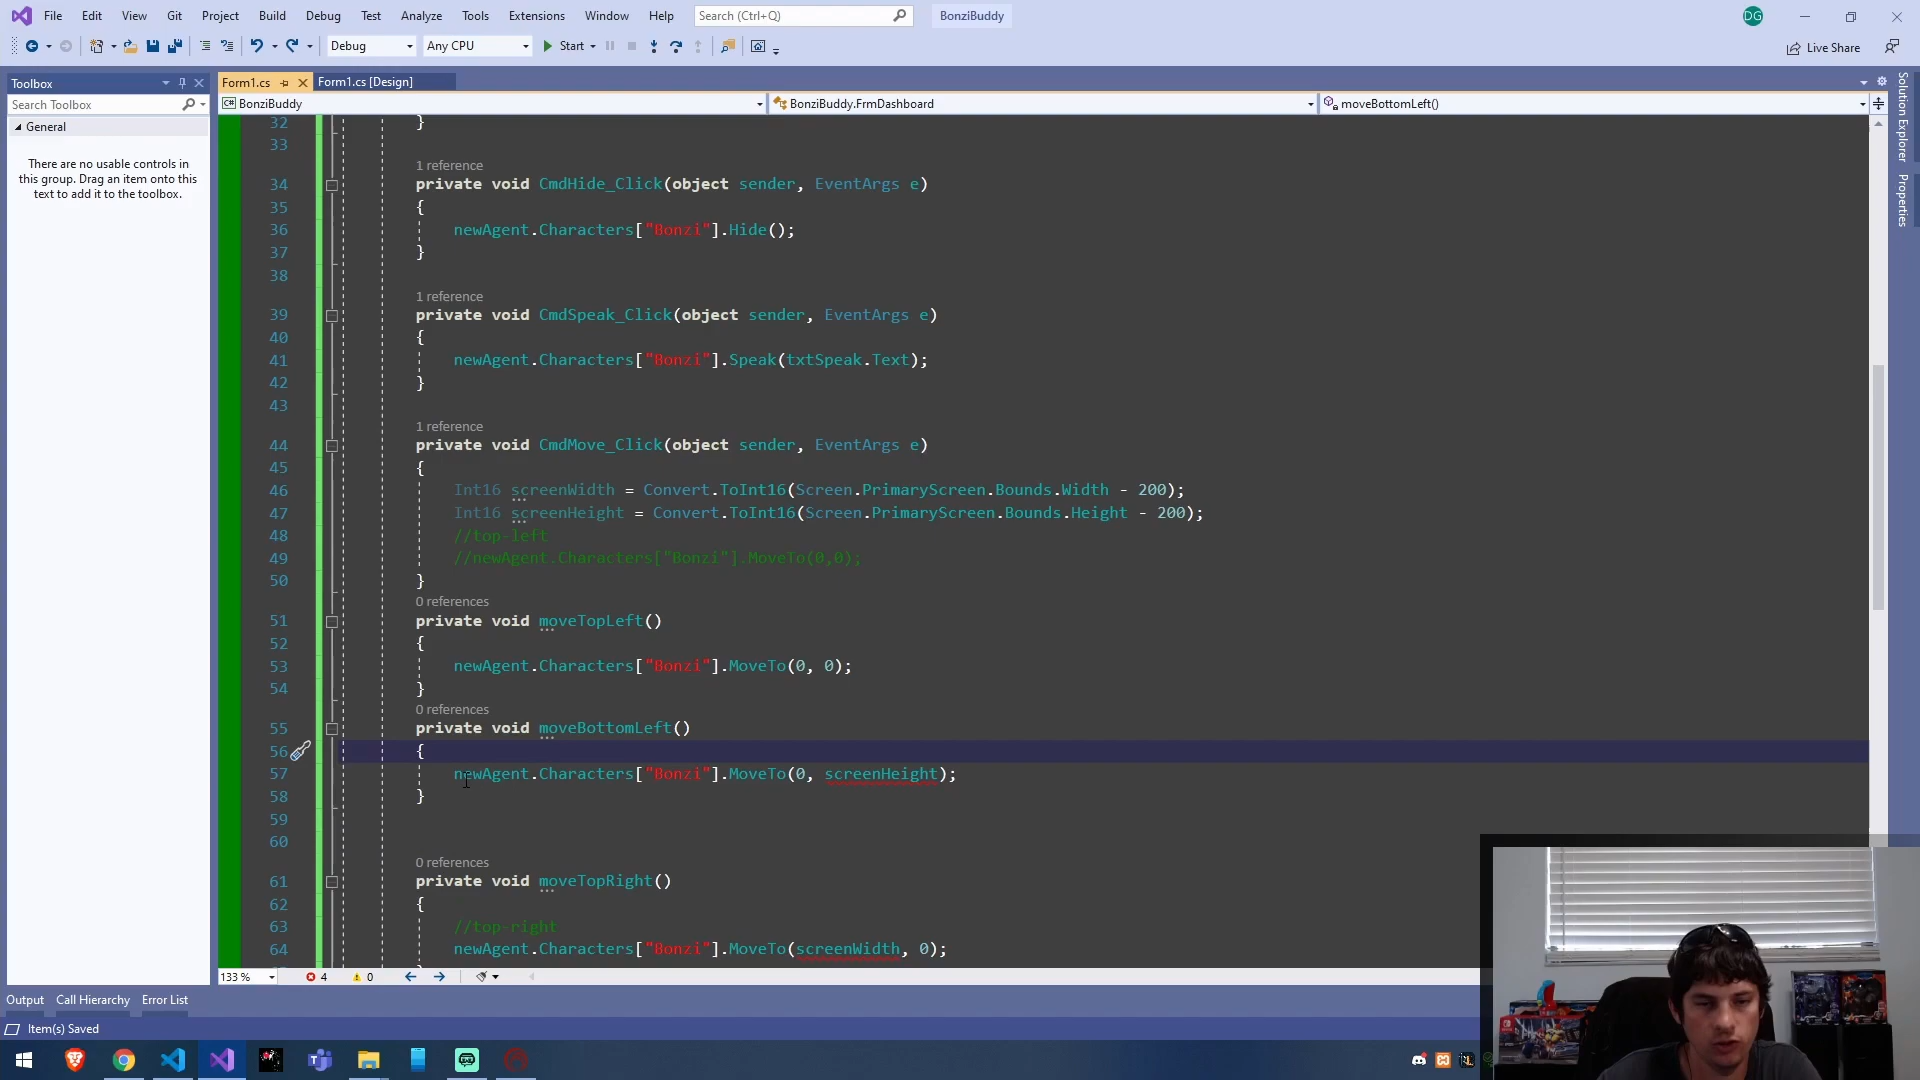 File Edit View Git Project Build Debug Test Analyze Tools Extensions Window Help Search (Ctrl+Q) BonziBuddy DG
Debug Any CPU Start Live Share
Toolbox
Search Toolbox
General
There are no usable controls in
this group. Drag an item onto this
text to add it to the toolbox.
Form1.cs Form1.cs [Design]
BonziBuddy BonziBuddy.FrmDashboard moveBottomLeft()
32 }
33
1 reference
34 private void CmdHide_Click(object sender, EventArgs e)
35 {
36 newAgent.Characters["Bonzi"].Hide();
37 }
38
1 reference
39 private void CmdSpeak_Click(object sender, EventArgs e)
40 {
41 newAgent.Characters["Bonzi"].Speak(txtSpeak.Text);
42 }
43
1 reference
44 private void CmdMove_Click(object sender, EventArgs e)
45 {
46 Int16 screenWidth = Convert.ToInt16(Screen.PrimaryScreen.Bounds.Width - 200);
47 Int16 screenHeight = Convert.ToInt16(Screen.PrimaryScreen.Bounds.Height - 200);
48 //top-left
49 //newAgent.Characters["Bonzi"].MoveTo(0,0);
50 }
0 references
51 private void moveTopLeft()
52 {
53 newAgent.Characters["Bonzi"].MoveTo(0, 0);
54 }
0 references
55 private void moveBottomLeft()
56 {
57 newAgent.Characters["Bonzi"].MoveTo(0, screenHeight);
58 }
59
60
0 references
61 private void moveTopRight()
62 {
63 //top-right
64 newAgent.Characters["Bonzi"].MoveTo(screenWidth, 0);
133 % 4 0
Solution Explorer
Properties
Output Call Hierarchy Error List
Item(s) Saved